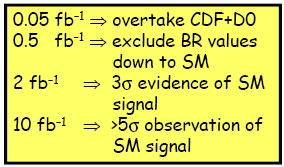 0.05 fb⁻¹ ⇒ overtake CDF+D0
0.5 fb⁻¹ ⇒ exclude BR values
down to SM
2 fb⁻¹ ⇒ 3σ evidence of SM
signal
10 fb⁻¹ ⇒ >5σ observation of
SM signal